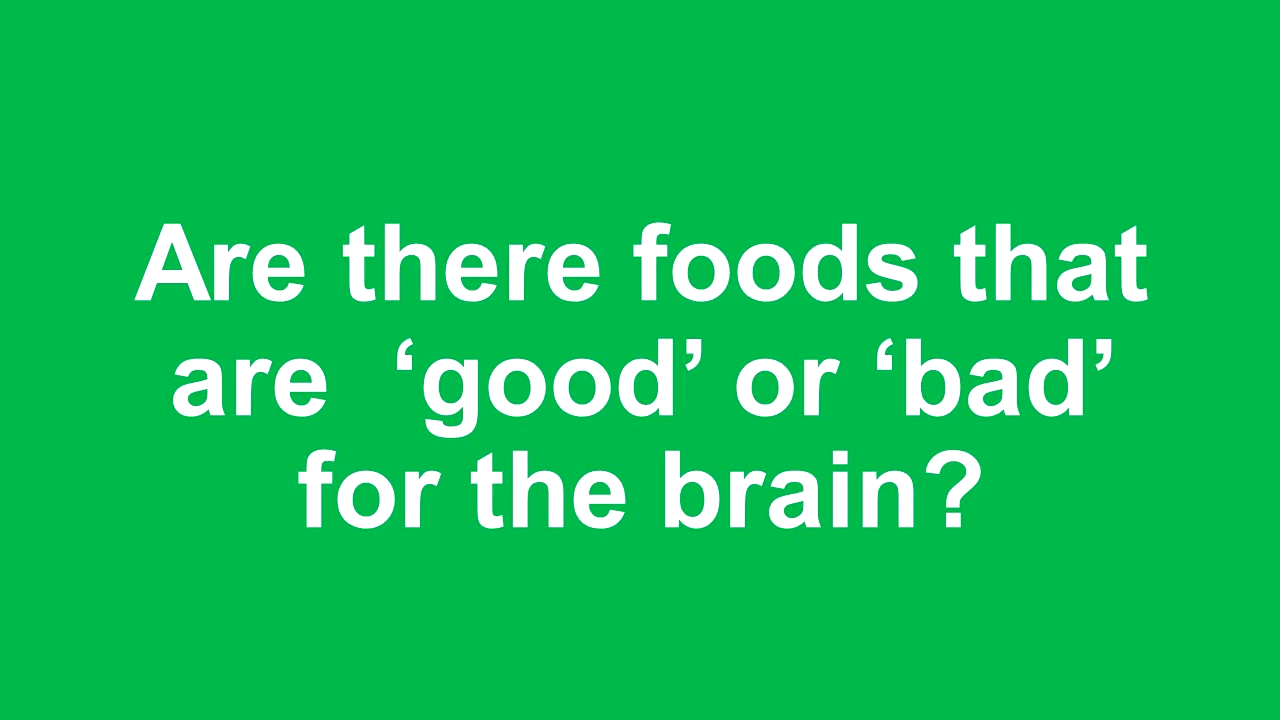 Are there foods that
are  ‘good’ or ‘bad’
for the brain?